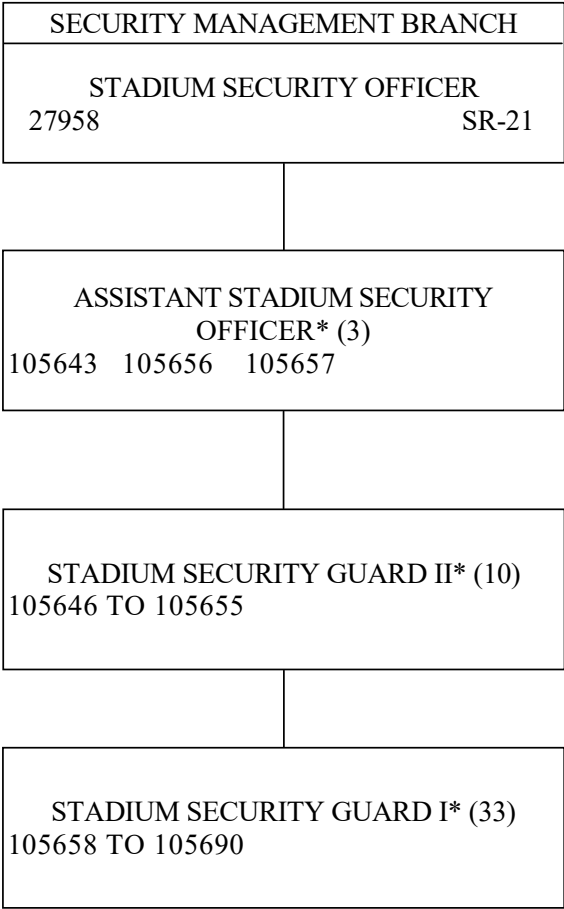 SECURITY MANAGEMENT BRANCH
STADIUM SECURITY OFFICER
27958 SR-21
ASSISTANT STADIUM SECURITY
OFFICER* (3)
105643 105656 105657
STADIUM SECURITY GUARD II* (10)
105646 TO 105655
STADIUM SECURITY GUARD I* (33)
105658 TO 105690